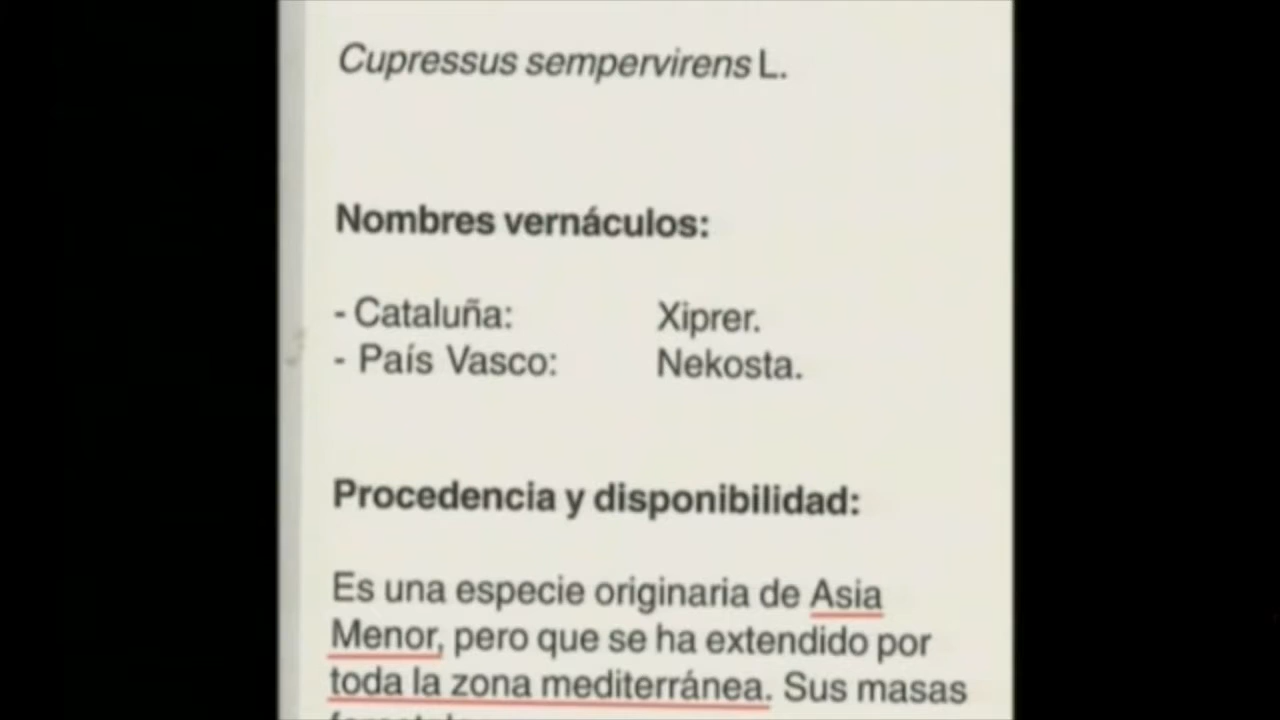 Cupressus sempervirens L.
Nombres vernáculos:
- Cataluña: Xiprer.
- País Vasco: Nekosta.
Procedencia y disponibilidad:
Es una especie originaria de Asia
Menor, pero que se ha extendido por
toda la zona mediterránea. Sus masas